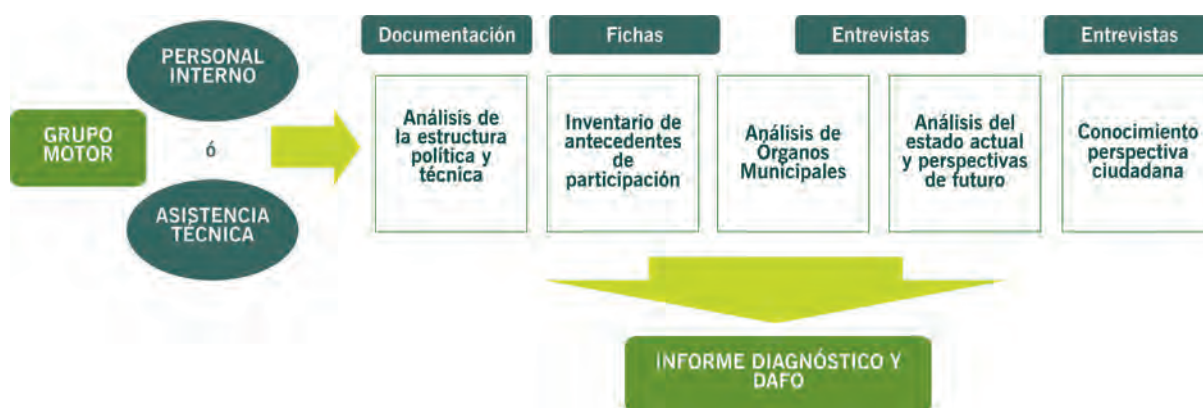 PERSONAL
INTERNO
GRUPO
MOTOR
ó
ASISTENCIA
TÉCNICA
Documentación
Fichas
Entrevistas
Entrevistas
Análisis de
la estructura
política y
técnica
Inventario de
antecedentes
de
participación
Análisis de
Órganos
Municipales
Análisis del
estado actual
y perspectivas
de futuro
Conocimiento
perspectiva
ciudadana
INFORME DIAGNÓSTICO Y
DAFO